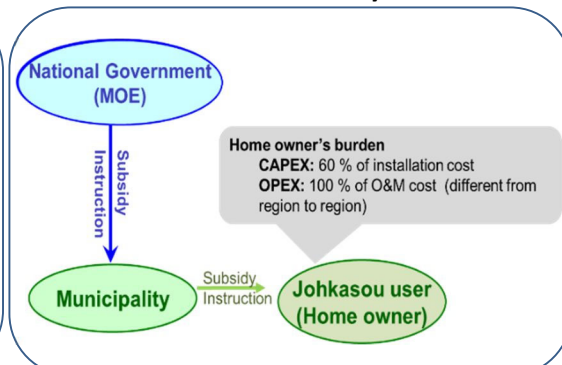 National Government
(MOE)
Subsidy
Instruction
Home owner's burden
CAPEX: 60 % of installation cost
OPEX: 100 % of O&M cost (different from
region to region)
Municipality
Subsidy
Instruction
Johkasou user
(Home owner)